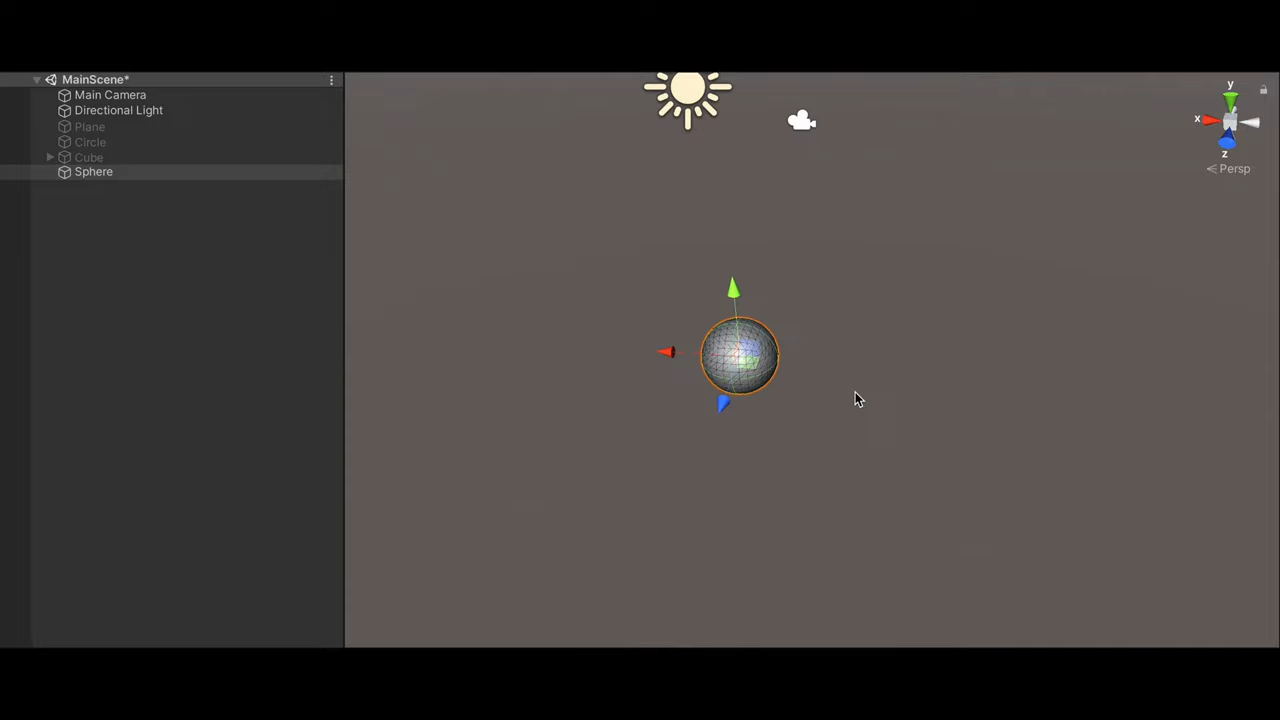 MainScene*
Main Camera
Directional Light
Plane
Circle
Cube
Sphere
y
x
z
Persp